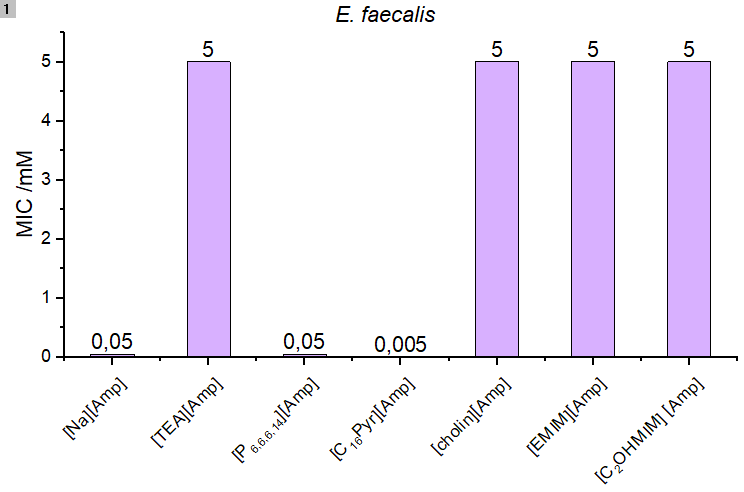 1
E. faecalis
MIC /mM
5
4
3
2
1
0
0,05
5
0,05
0,005
5
5
5
[Na][Amp]
[TEA][Amp]
[P 6,6,6,14][Amp]
[C16Pyr][Amp]
[cholin][Amp]
[EMIM][Amp]
[C2OHMIM] [Amp]